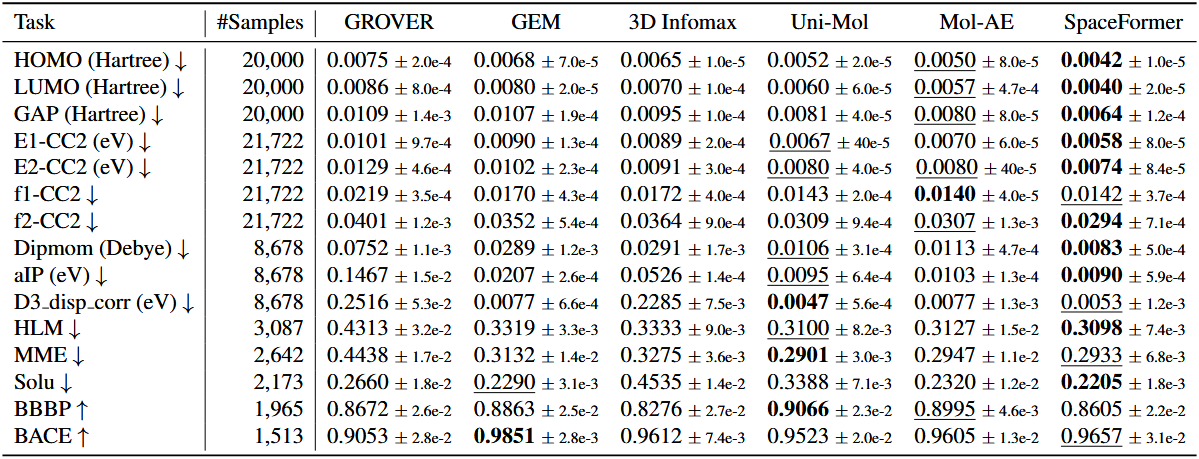 Task #Samples GROVER GEM 3D Infomax Uni-Mol Mol-AE SpaceFormer
HOMO (Hartree) ↓ 20,000 0.0075 ± 2.0e-4 0.0068 ± 7.0e-5 0.0065 ± 1.0e-5 0.0052 ± 2.0e-5 0.0050 ± 8.0e-5 0.0042 ± 1.0e-5
LUMO (Hartree) ↓ 20,000 0.0086 ± 8.0e-4 0.0080 ± 2.0e-5 0.0070 ± 1.0e-4 0.0060 ± 6.0e-5 0.0057 ± 4.7e-4 0.0040 ± 2.0e-5
GAP (Hartree) ↓ 20,000 0.0109 ± 1.4e-3 0.0107 ± 1.9e-4 0.0095 ± 1.0e-4 0.0081 ± 4.0e-5 0.0080 ± 8.0e-5 0.0064 ± 1.2e-4
E1-CC2 (eV) ↓ 21,722 0.0101 ± 9.7e-4 0.0090 ± 1.3e-4 0.0089 ± 2.0e-4 0.0067 ± 40e-5 0.0070 ± 6.0e-5 0.0058 ± 8.0e-5
E2-CC2 (eV) ↓ 21,722 0.0129 ± 4.6e-4 0.0102 ± 2.3e-4 0.0091 ± 3.0e-4 0.0080 ± 4.0e-5 0.0080 ± 40e-5 0.0074 ± 8.4e-5
f1-CC2 ↓ 21,722 0.0219 ± 3.5e-4 0.0170 ± 4.3e-4 0.0172 ± 4.0e-4 0.0143 ± 2.0e-4 0.0140 ± 4.0e-5 0.0142 ± 3.7e-4
f2-CC2 ↓ 21,722 0.0401 ± 1.2e-3 0.0352 ± 5.4e-4 0.0364 ± 9.0e-4 0.0309 ± 9.4e-4 0.0307 ± 1.3e-3 0.0294 ± 7.1e-4
Dipmom (Debye) ↓ 8,678 0.0752 ± 1.1e-3 0.0289 ± 1.2e-3 0.0291 ± 1.7e-3 0.0106 ± 3.1e-4 0.0113 ± 4.7e-4 0.0083 ± 5.0e-4
aIP (eV) ↓ 8,678 0.1467 ± 1.5e-2 0.0207 ± 2.6e-4 0.0526 ± 1.4e-4 0.0095 ± 6.4e-4 0.0103 ± 1.3e-4 0.0090 ± 5.9e-4
D3_disp_corr (eV) ↓ 8,678 0.2516 ± 5.3e-2 0.0077 ± 6.6e-4 0.2285 ± 7.5e-3 0.0047 ± 5.6e-4 0.0077 ± 1.3e-3 0.0053 ± 1.2e-3
HLM ↓ 3,087 0.4313 ± 3.2e-2 0.3319 ± 3.3e-3 0.3333 ± 9.0e-3 0.3100 ± 8.2e-3 0.3127 ± 1.5e-2 0.3098 ± 7.4e-3
MME ↓ 2,642 0.4438 ± 1.7e-2 0.3132 ± 1.4e-2 0.3275 ± 3.6e-3 0.2901 ± 3.0e-3 0.2947 ± 1.1e-2 0.2933 ± 6.8e-3
Solu ↓ 2,173 0.2660 ± 1.8e-2 0.2290 ± 3.1e-3 0.4535 ± 1.4e-2 0.3388 ± 7.1e-3 0.2320 ± 1.2e-2 0.2205 ± 1.8e-3
BBBP ↑ 1,965 0.8672 ± 2.6e-2 0.8863 ± 2.5e-2 0.8276 ± 2.7e-2 0.9066 ± 2.3e-2 0.8995 ± 4.6e-3 0.8605 ± 2.2e-2
BACE ↑ 1,513 0.9053 ± 2.8e-2 0.9851 ± 2.8e-3 0.9612 ± 7.4e-3 0.9523 ± 2.0e-2 0.9605 ± 1.3e-2 0.9657 ± 3.1e-2